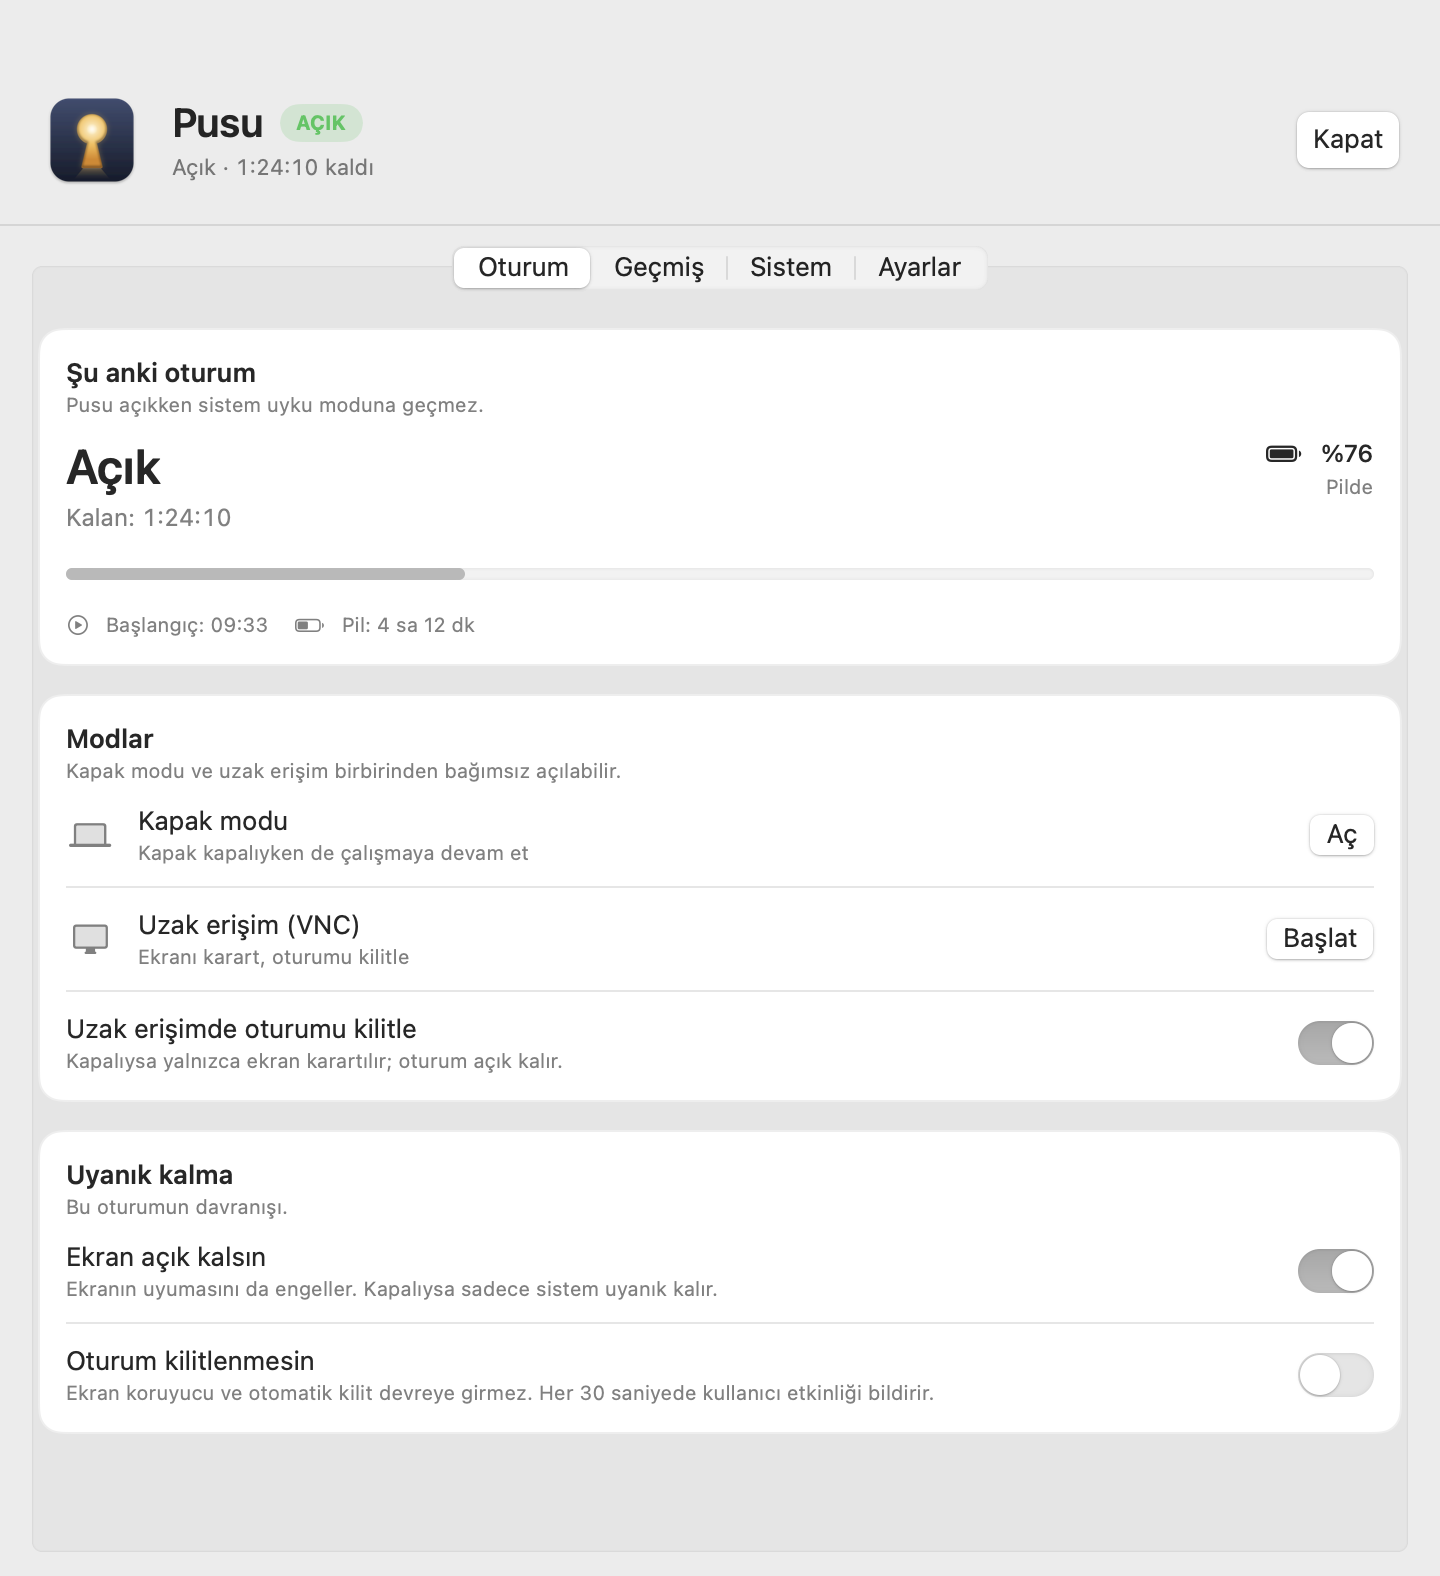 Pusu
AÇIK
Açık · 1:24:10 kaldı
Kapat
Oturum
Geçmiş
Sistem
Ayarlar
Şu anki oturum
Pusu açıkken sistem uyku moduna geçmez.
Açık
%76
Pilde
Kalan: 1:24:10
Başlangıç: 09:33
Pil: 4 sa 12 dk
Modlar
Kapak modu ve uzak erişim birbirinden bağımsız açılabilir.
Kapak modu
Kapak kapalıyken de çalışmaya devam et
Aç
Uzak erişim (VNC)
Ekranı karart, oturumu kilitle
Başlat
Uzak erişimde oturumu kilitle
Kapalıysa yalnızca ekran karartılır; oturum açık kalır.
Uyanık kalma
Bu oturumun davranışı.
Ekran açık kalsın
Ekranın uyumasını da engeller. Kapalıysa sadece sistem uyanık kalır.
Oturum kilitlenmesin
Ekran koruyucu ve otomatik kilit devreye girmez. Her 30 saniyede kullanıcı etkinliği bildirir.